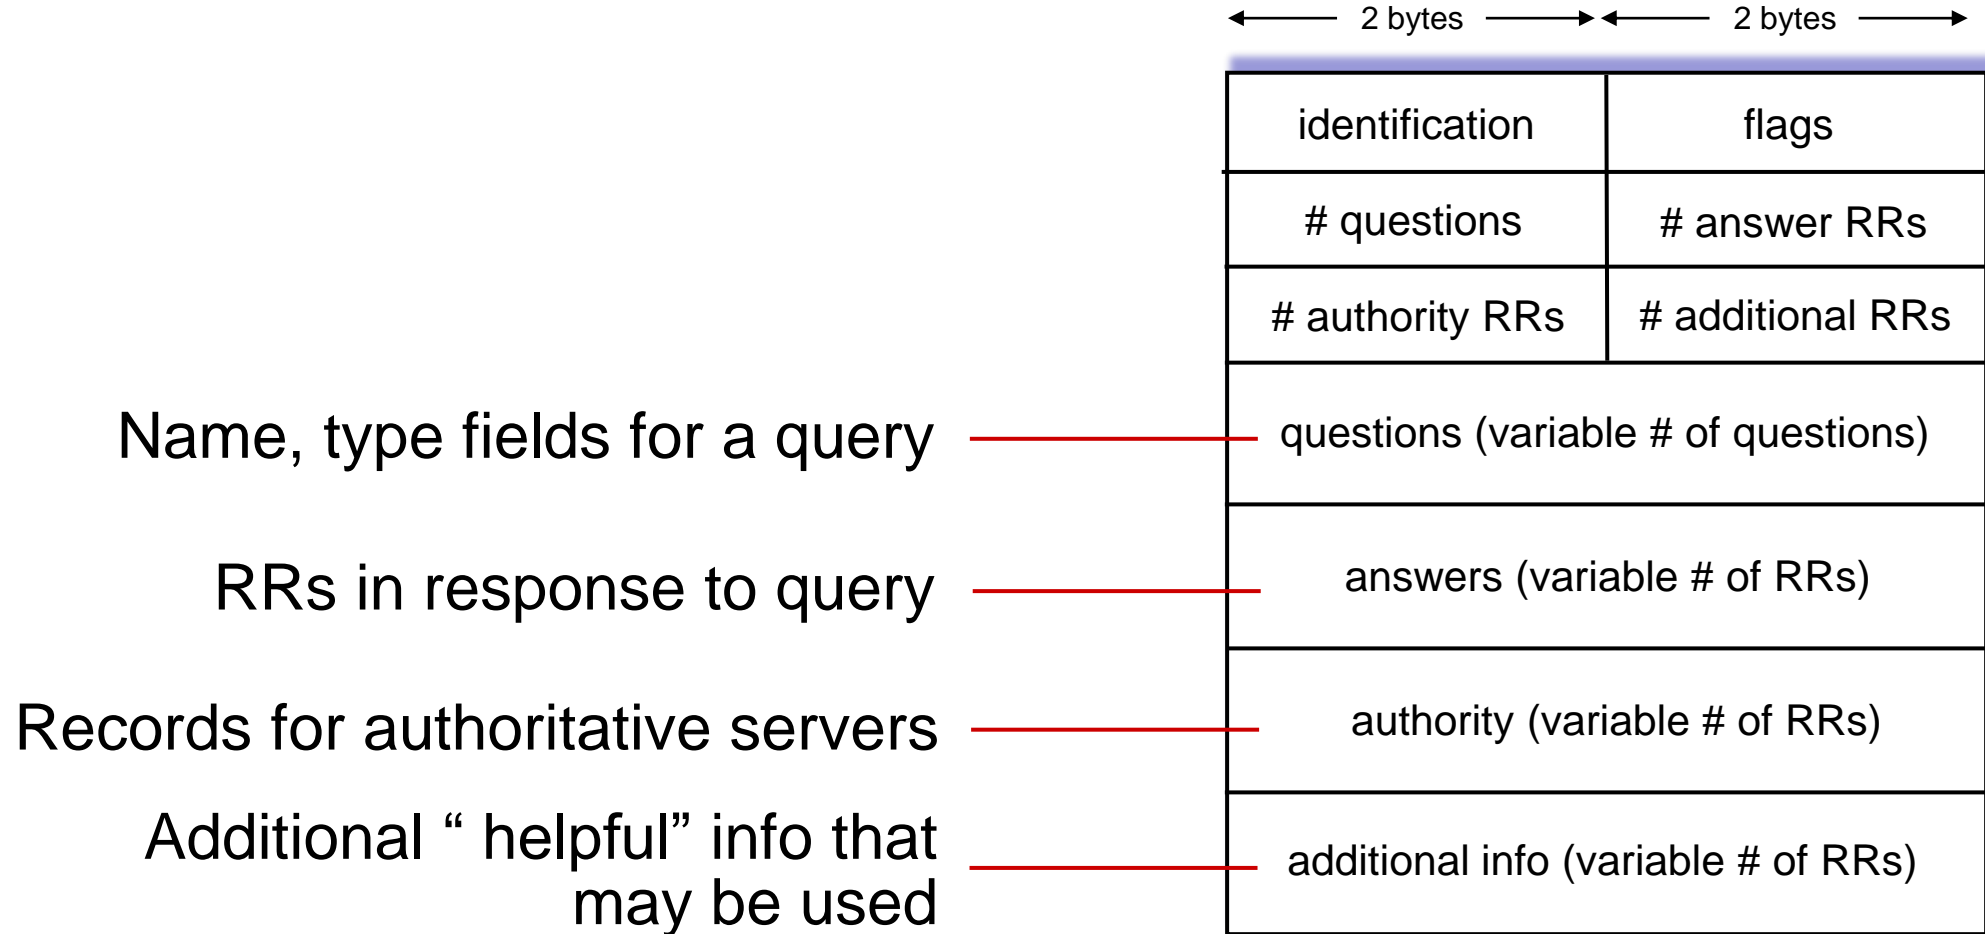 2 bytes 2 bytes
identification flags
# questions # answer RRs
# authority RRs # additional RRs
Name, type fields for a query questions (variable # of questions)
RRs in response to query answers (variable # of RRs)
Records for authoritative servers authority (variable # of RRs)
Additional “ helpful” info that
may be used
additional info (variable # of RRs)